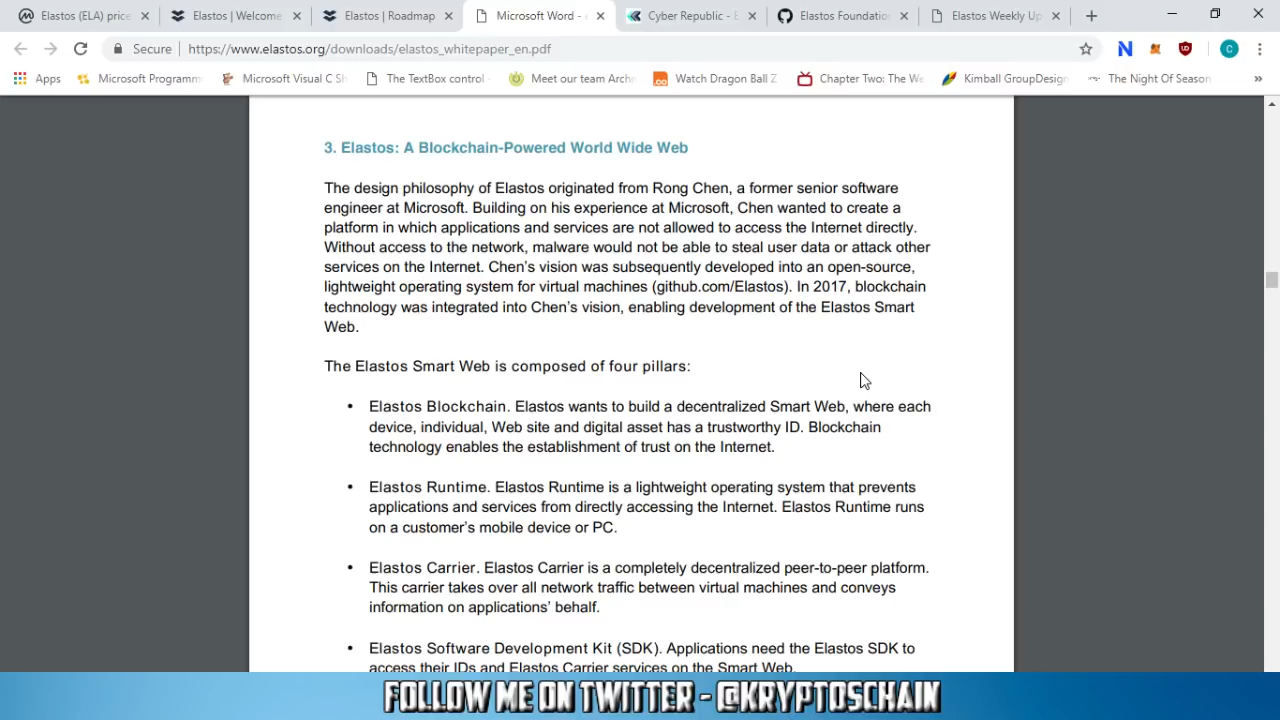 Elastos (ELA) price,
Elastos | Welcome
Elastos | Roadmap
Microsoft Word -
Cyber Republic - E
Elastos Foundatio
Elastos Weekly Up
Secure
https://www.elastos.org/downloads/elastos_whitepaper_en.pdf
N
C
Apps
Microsoft Programm
Microsoft Visual C Sh
The TextBox control -
Meet our team Arch
Watch Dragon Ball Z
Chapter Two: The We
Kimball GroupDesign
The Night Of Season
»
3. Elastos: A Blockchain-Powered World Wide Web
The design philosophy of Elastos originated from Rong Chen, a former senior software
engineer at Microsoft. Building on his experience at Microsoft, Chen wanted to create a
platform in which applications and services are not allowed to access the Internet directly.
Without access to the network, malware would not be able to steal user data or attack other
services on the Internet. Chen's vision was subsequently developed into an open-source,
lightweight operating system for virtual machines (github.com/Elastos). In 2017, blockchain
technology was integrated into Chen's vision, enabling development of the Elastos Smart
Web.
The Elastos Smart Web is composed of four pillars:
• Elastos Blockchain. Elastos wants to build a decentralized Smart Web, where each
device, individual, Web site and digital asset has a trustworthy ID. Blockchain
technology enables the establishment of trust on the Internet.
• Elastos Runtime. Elastos Runtime is a lightweight operating system that prevents
applications and services from directly accessing the Internet. Elastos Runtime runs
on a customer's mobile device or PC.
• Elastos Carrier. Elastos Carrier is a completely decentralized peer-to-peer platform.
This carrier takes over all network traffic between virtual machines and conveys
information on applications' behalf.
• Elastos Software Development Kit (SDK). Applications need the Elastos SDK to
access their IDs and Elastos Carrier services on the Smart Web.
FOLLOW ME ON TWITTER - @KRYPTOSCHAIN